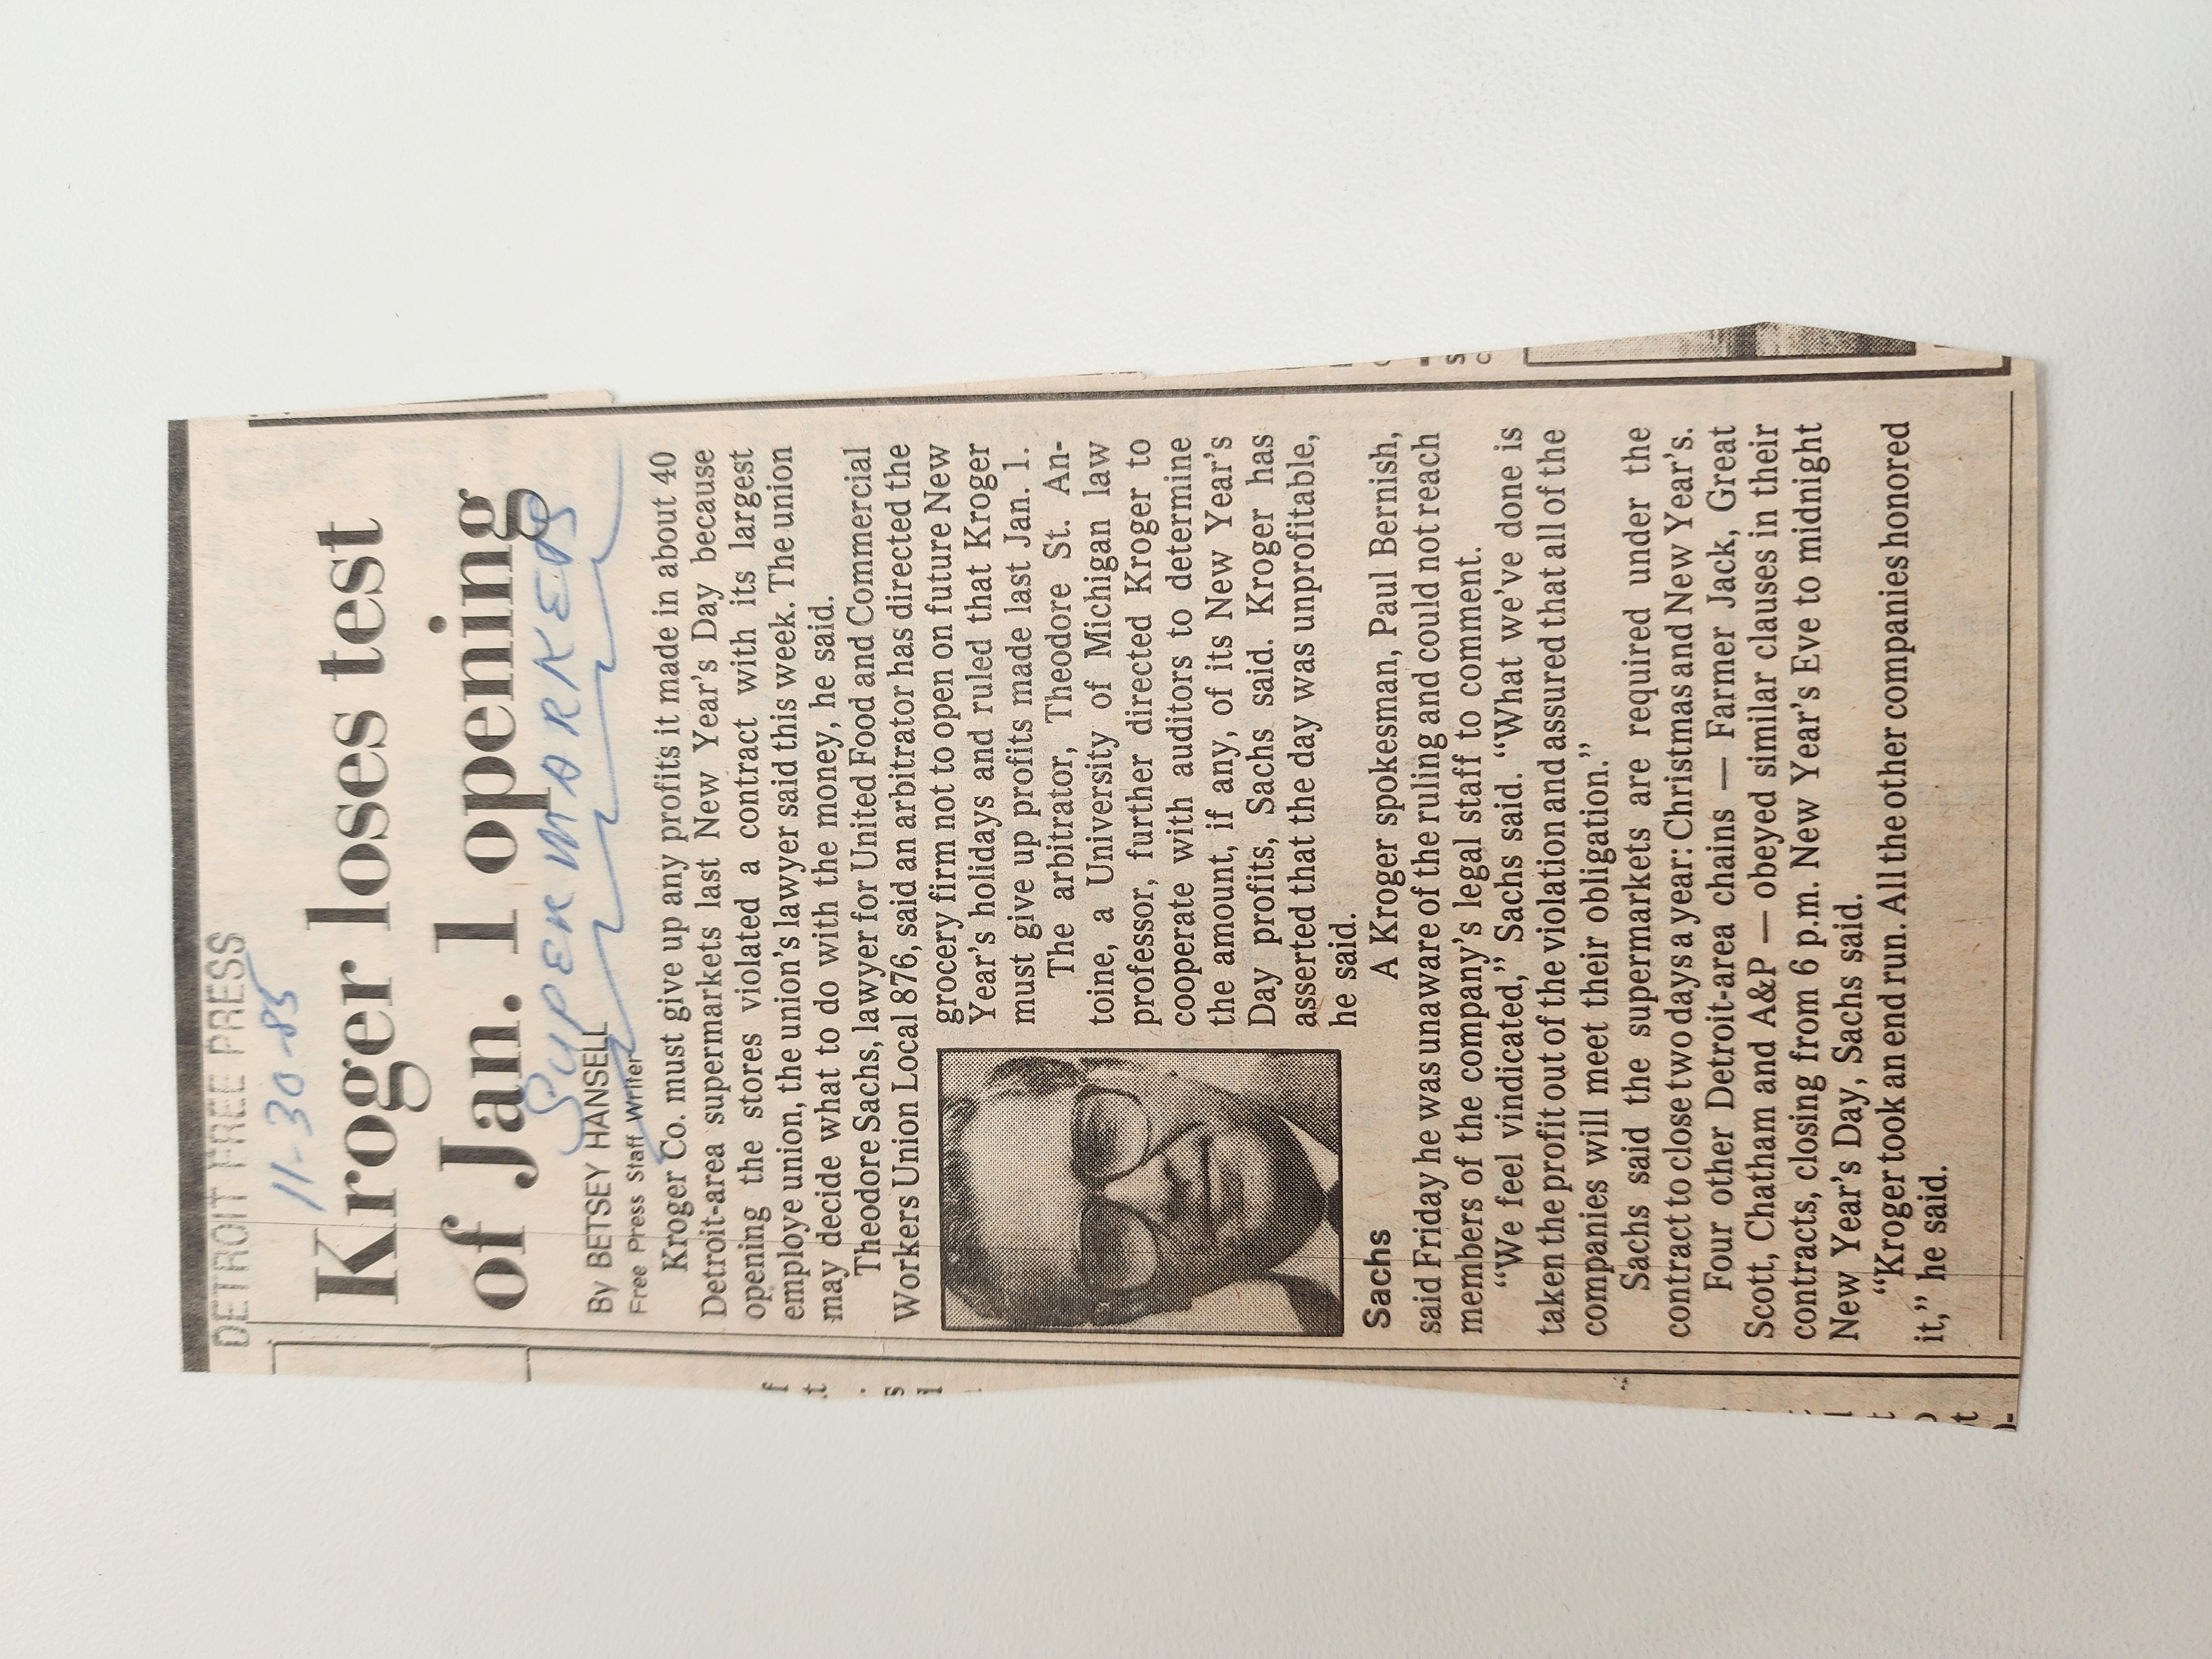 DETROIT FREE PRESS
11-30-85
Kroger loses test
of Jan. 1 opening
SUPERMARKETS
By BETSEY HANSELL
Free Press Staff Writer
Kroger Co. must give up any profits it made in about 40
Detroit-area supermarkets last New Year's Day because
opening the stores violated a contract with its largest
employe union, the union's lawyer said this week. The union
may decide what to do with the money, he said.
Theodore Sachs, lawyer for United Food and Commercial
Workers Union Local 876, said an arbitrator has directed the
grocery firm not to open on future New
Year's holidays and ruled that Kroger
must give up profits made last Jan. 1.
The arbitrator, Theodore St. An-
toine, a University of Michigan law
professor, further directed Kroger to
cooperate with auditors to determine
the amount, if any, of its New Year's
Day profits, Sachs said. Kroger has
asserted that the day was unprofitable,
he said.
Sachs
A Kroger spokesman, Paul Bernish,
said Friday he was unaware of the ruling and could not reach
members of the company's legal staff to comment.
“We feel vindicated,” Sachs said. “What we've done is
taken the profit out of the violation and assured that all of the
companies will meet their obligation.”
Sachs said the supermarkets are required under the
contract to close two days a year: Christmas and New Year's.
Four other Detroit-area chains — Farmer Jack, Great
Scott, Chatham and A&P — obeyed similar clauses in their
contracts, closing from 6 p.m. New Year's Eve to midnight
New Year's Day, Sachs said.
“Kroger took an end run. All the other companies honored
it,” he said.